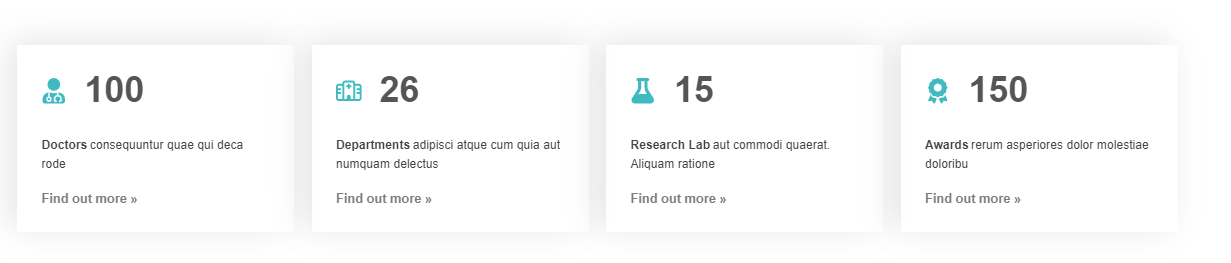 100
Doctors consequuntur quae qui deca
rode
Find out more »
26
Departments adipisci atque cum quia aut
numquam delectus
Find out more »
15
Research Lab aut commodi quaerat.
Aliquam ratione
Find out more »
150
Awards rerum asperiores dolor molestiae
doloribu
Find out more »